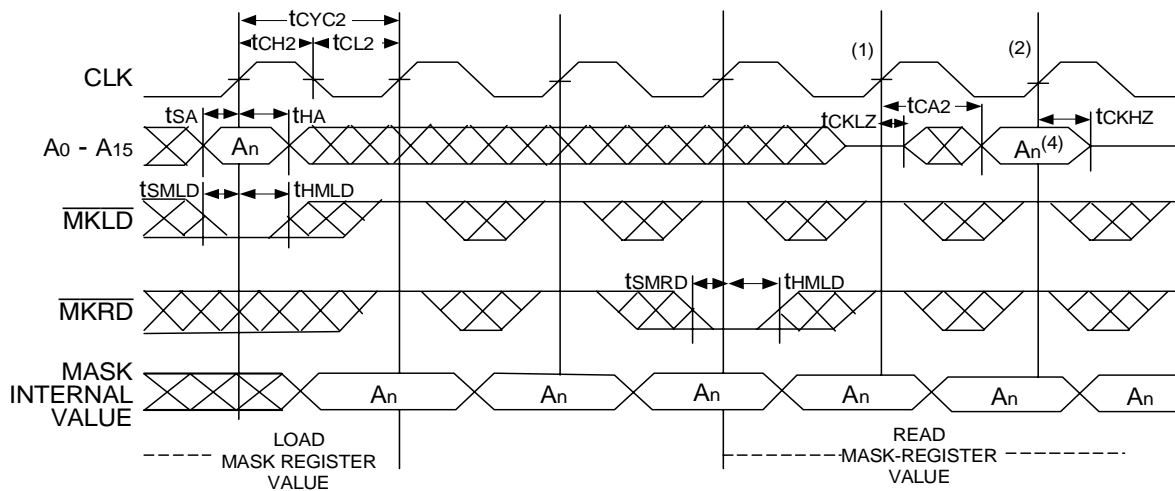 tCYC2
tCH2 tCL2
(1) (2)
CLK
tSA tHA tCKLZ tCA2 tCKHZ
A0 - A15 An An(4)
tSMLD tHMLD
MKLD
tSMRD tHMLD
MKRD
MASK
INTERNAL
VALUE
An An An An An An
LOAD
MASK REGISTER
VALUE
READ
MASK-REGISTER
VALUE